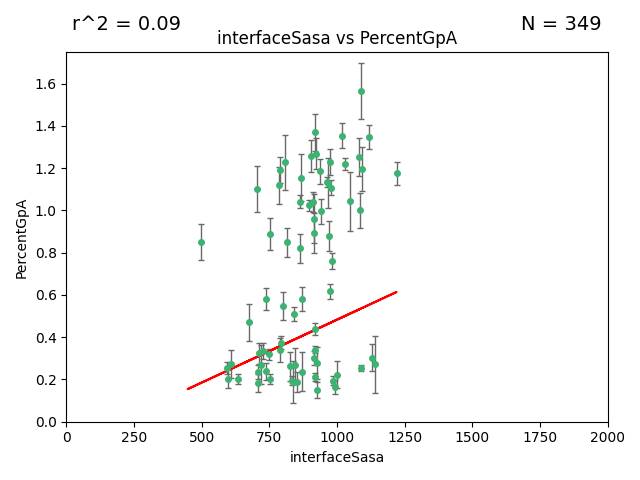 r^2 = 0.09
N = 349
interfaceSasa vs PercentGpA
PercentGpA
1.6
1.4
1.2
1.0
0.8
0.6
0.4
0.2
0.0
0 250 500 750 1000 1250 1500 1750 2000
interfaceSasa